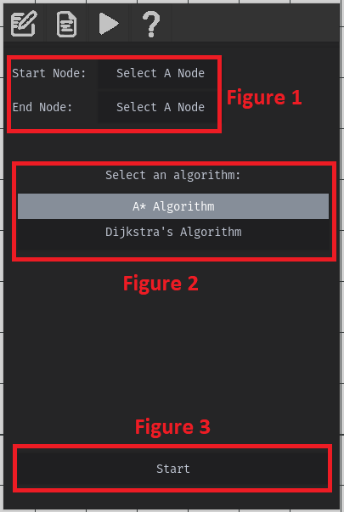 Start Node: Select A Node
End Node: Select A Node
Figure 1
Select an algorithm:
A* Algorithm
Dijkstra's Algorithm
Figure 2
Figure 3
Start